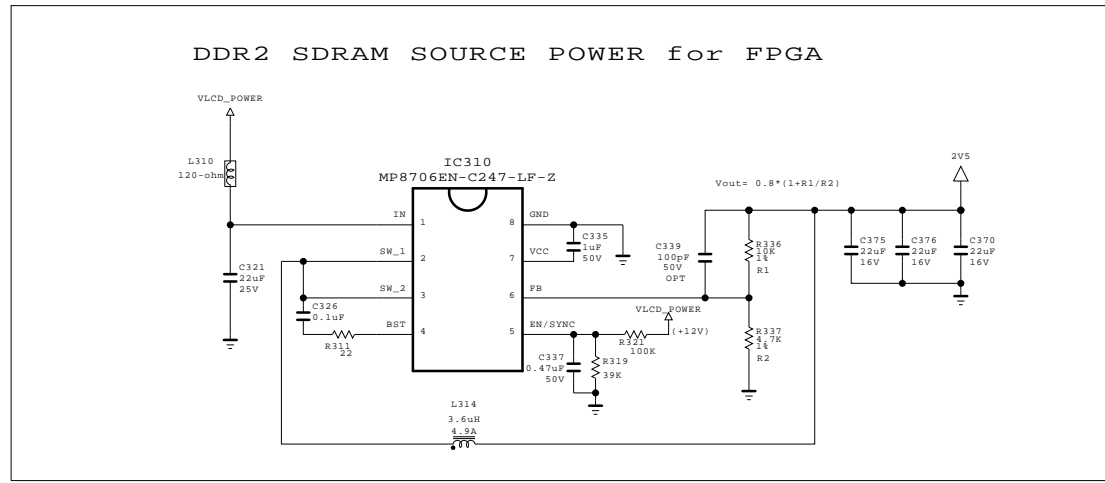 DDR2 SDRAM SOURCE POWER for FPGA
VLCD_POWER
L310
120-ohm
C321
22uF
25V
IC310
MP8706EN-C247-LF-Z
IN
1
SW_1
2
SW_2
3
BST
4
GND
8
VCC
7
FB
6
EN/SYNC
5
C326
0.1uF
R311
22
C335
1uF
50V
C339
100pF
50V
OPT
VLCD_POWER
(+12V)
R321
100K
C337
0.47uF
50V
R319
39K
L314
3.6uH
4.9A
Vout= 0.8*(1+R1/R2)
R336
10K
1%
R1
R337
4.7K
1%
R2
2V5
C375
22uF
16V
C376
22uF
16V
C370
22uF
16V